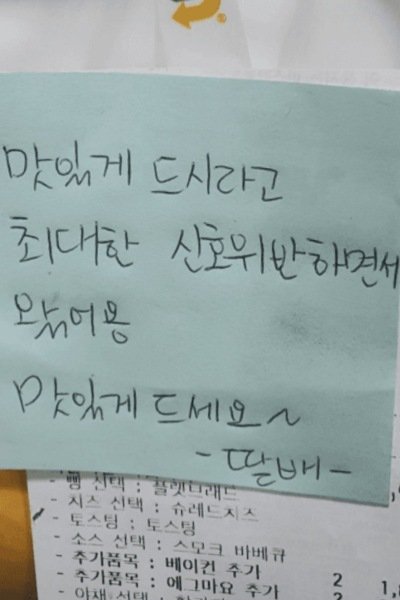 맛있게 드시라고
최대한 신호위반하면서
왔어용
맛있게 드세요~
-딸배-
- 빵 선택 : 플랫브레드
- 치즈 선택 : 슈레드치즈
- 토스팅 : 토스팅
- 소스 선택 : 스모크 바베큐
- 추가품목 : 베이컨 추가
- 추가품목 : 에그마요 추가 2
- 야채 선택 :